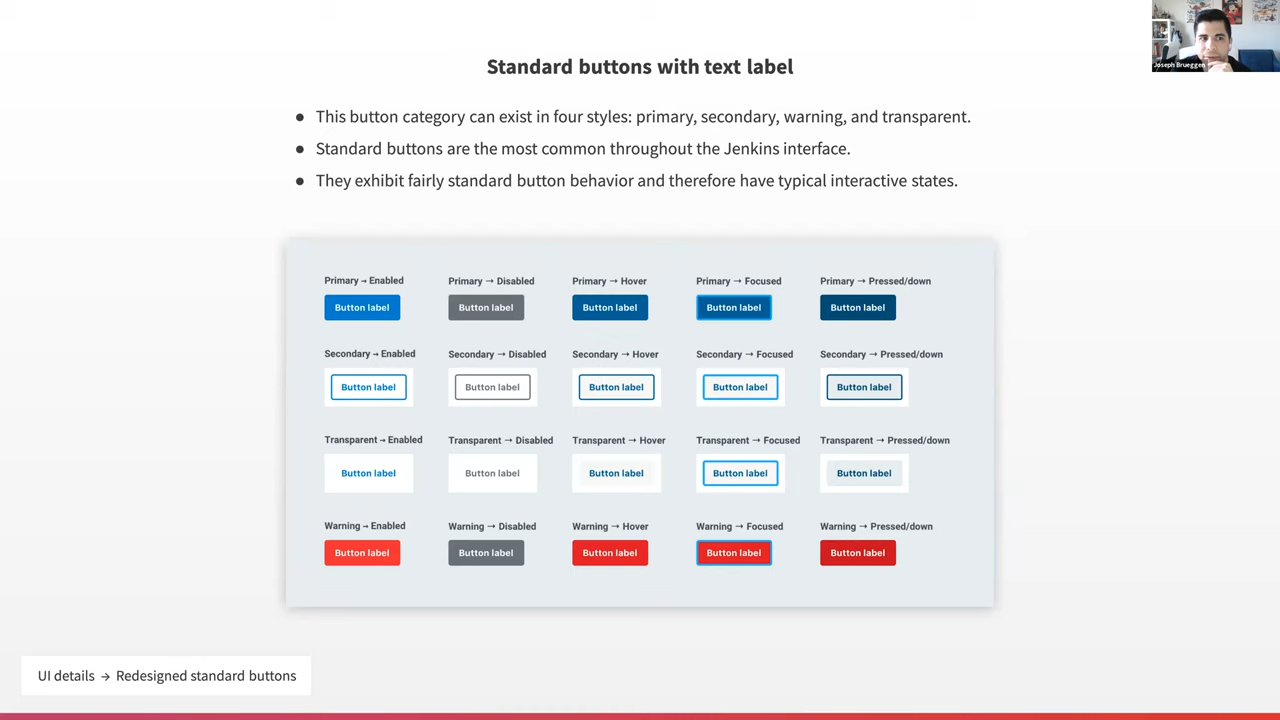 Joseph Brueggen
Standard buttons with text label
● This button category can exist in four styles: primary, secondary, warning, and transparent.
● Standard buttons are the most common throughout the Jenkins interface.
● They exhibit fairly standard button behavior and therefore have typical interactive states.
Primary → Enabled Primary → Disabled Primary → Hover Primary → Focused Primary → Pressed/down
Button label Button label Button label Button label Button label
Secondary → Enabled Secondary → Disabled Secondary → Hover Secondary → Focused Secondary → Pressed/down
Button label Button label Button label Button label Button label
Transparent → Enabled Transparent → Disabled Transparent → Hover Transparent → Focused Transparent → Pressed/down
Button label Button label Button label Button label Button label
Warning → Enabled Warning → Disabled Warning → Hover Warning → Focused Warning → Pressed/down
Button label Button label Button label Button label Button label
UI details → Redesigned standard buttons